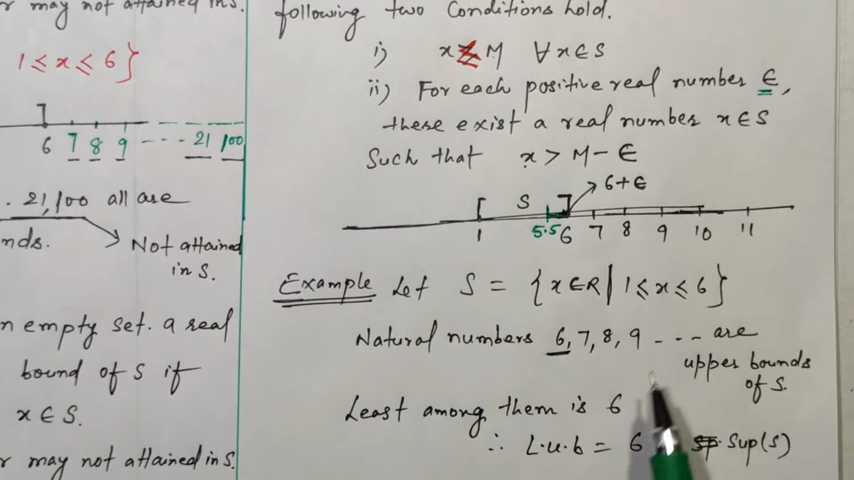 r may not attained in S.
1 ≤ x ≤ 6 }
6 7 8 9 --- 21 100
. 21,100 all are
nds.
Not attained
in S.
n empty set. a real
bound of S if
x ∈ S.
r may not attained in S.
following two Conditions hold.
i) x ≤ M ∀ x ∈ S
ii) For each positive real number ∈,
these exist a real number x ∈ S
Such that x > M - ∈
S 6 + ∈
1 5.5 6 7 8 9 10 11
Example Let S = { x ∈ R | 1 ≤ x ≤ 6 }
Natural numbers 6, 7, 8, 9 --- are
upper bounds
of S.
Least among them is 6
∴ L.u.b = 6 Sup(S)